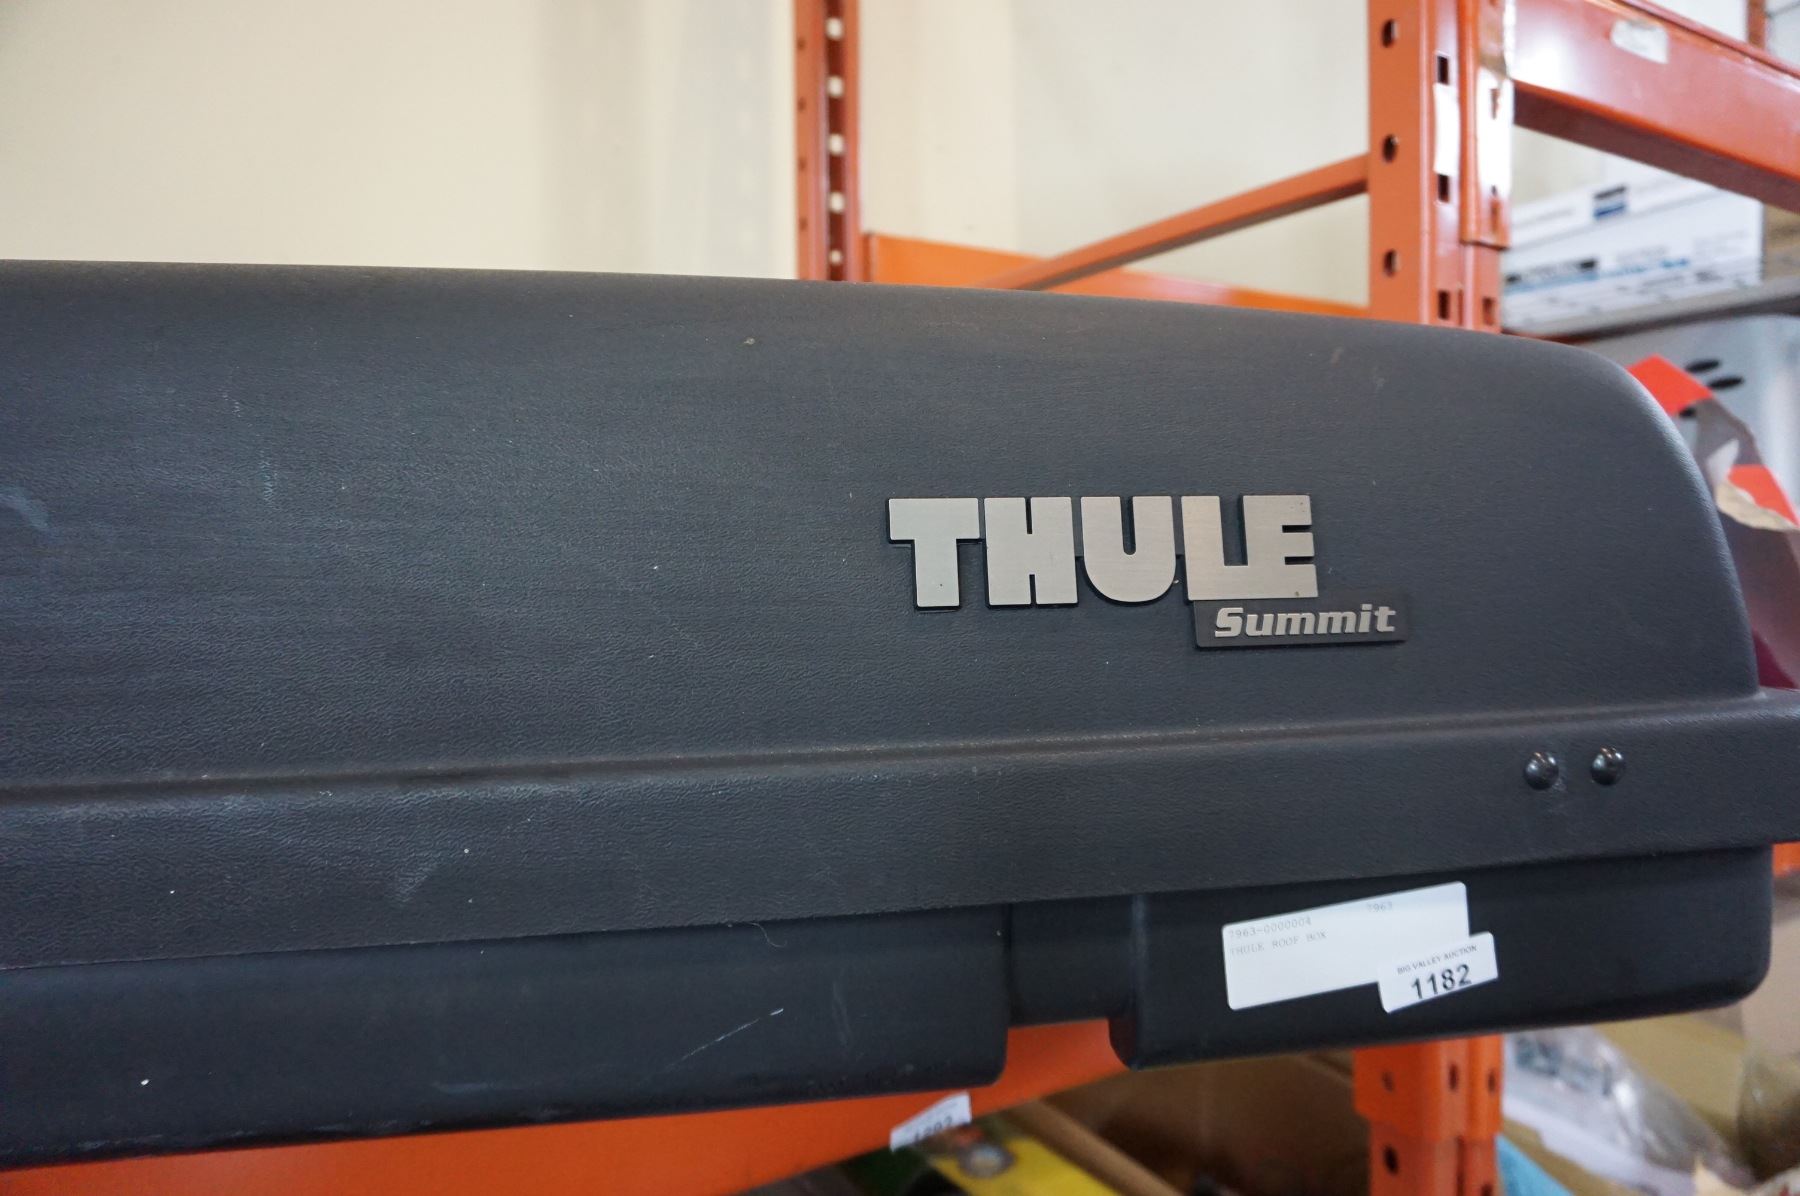 THULE
Summit
7963-0000004 7963
THULE ROOF BOX
BIG VALLEY AUCTION
1182